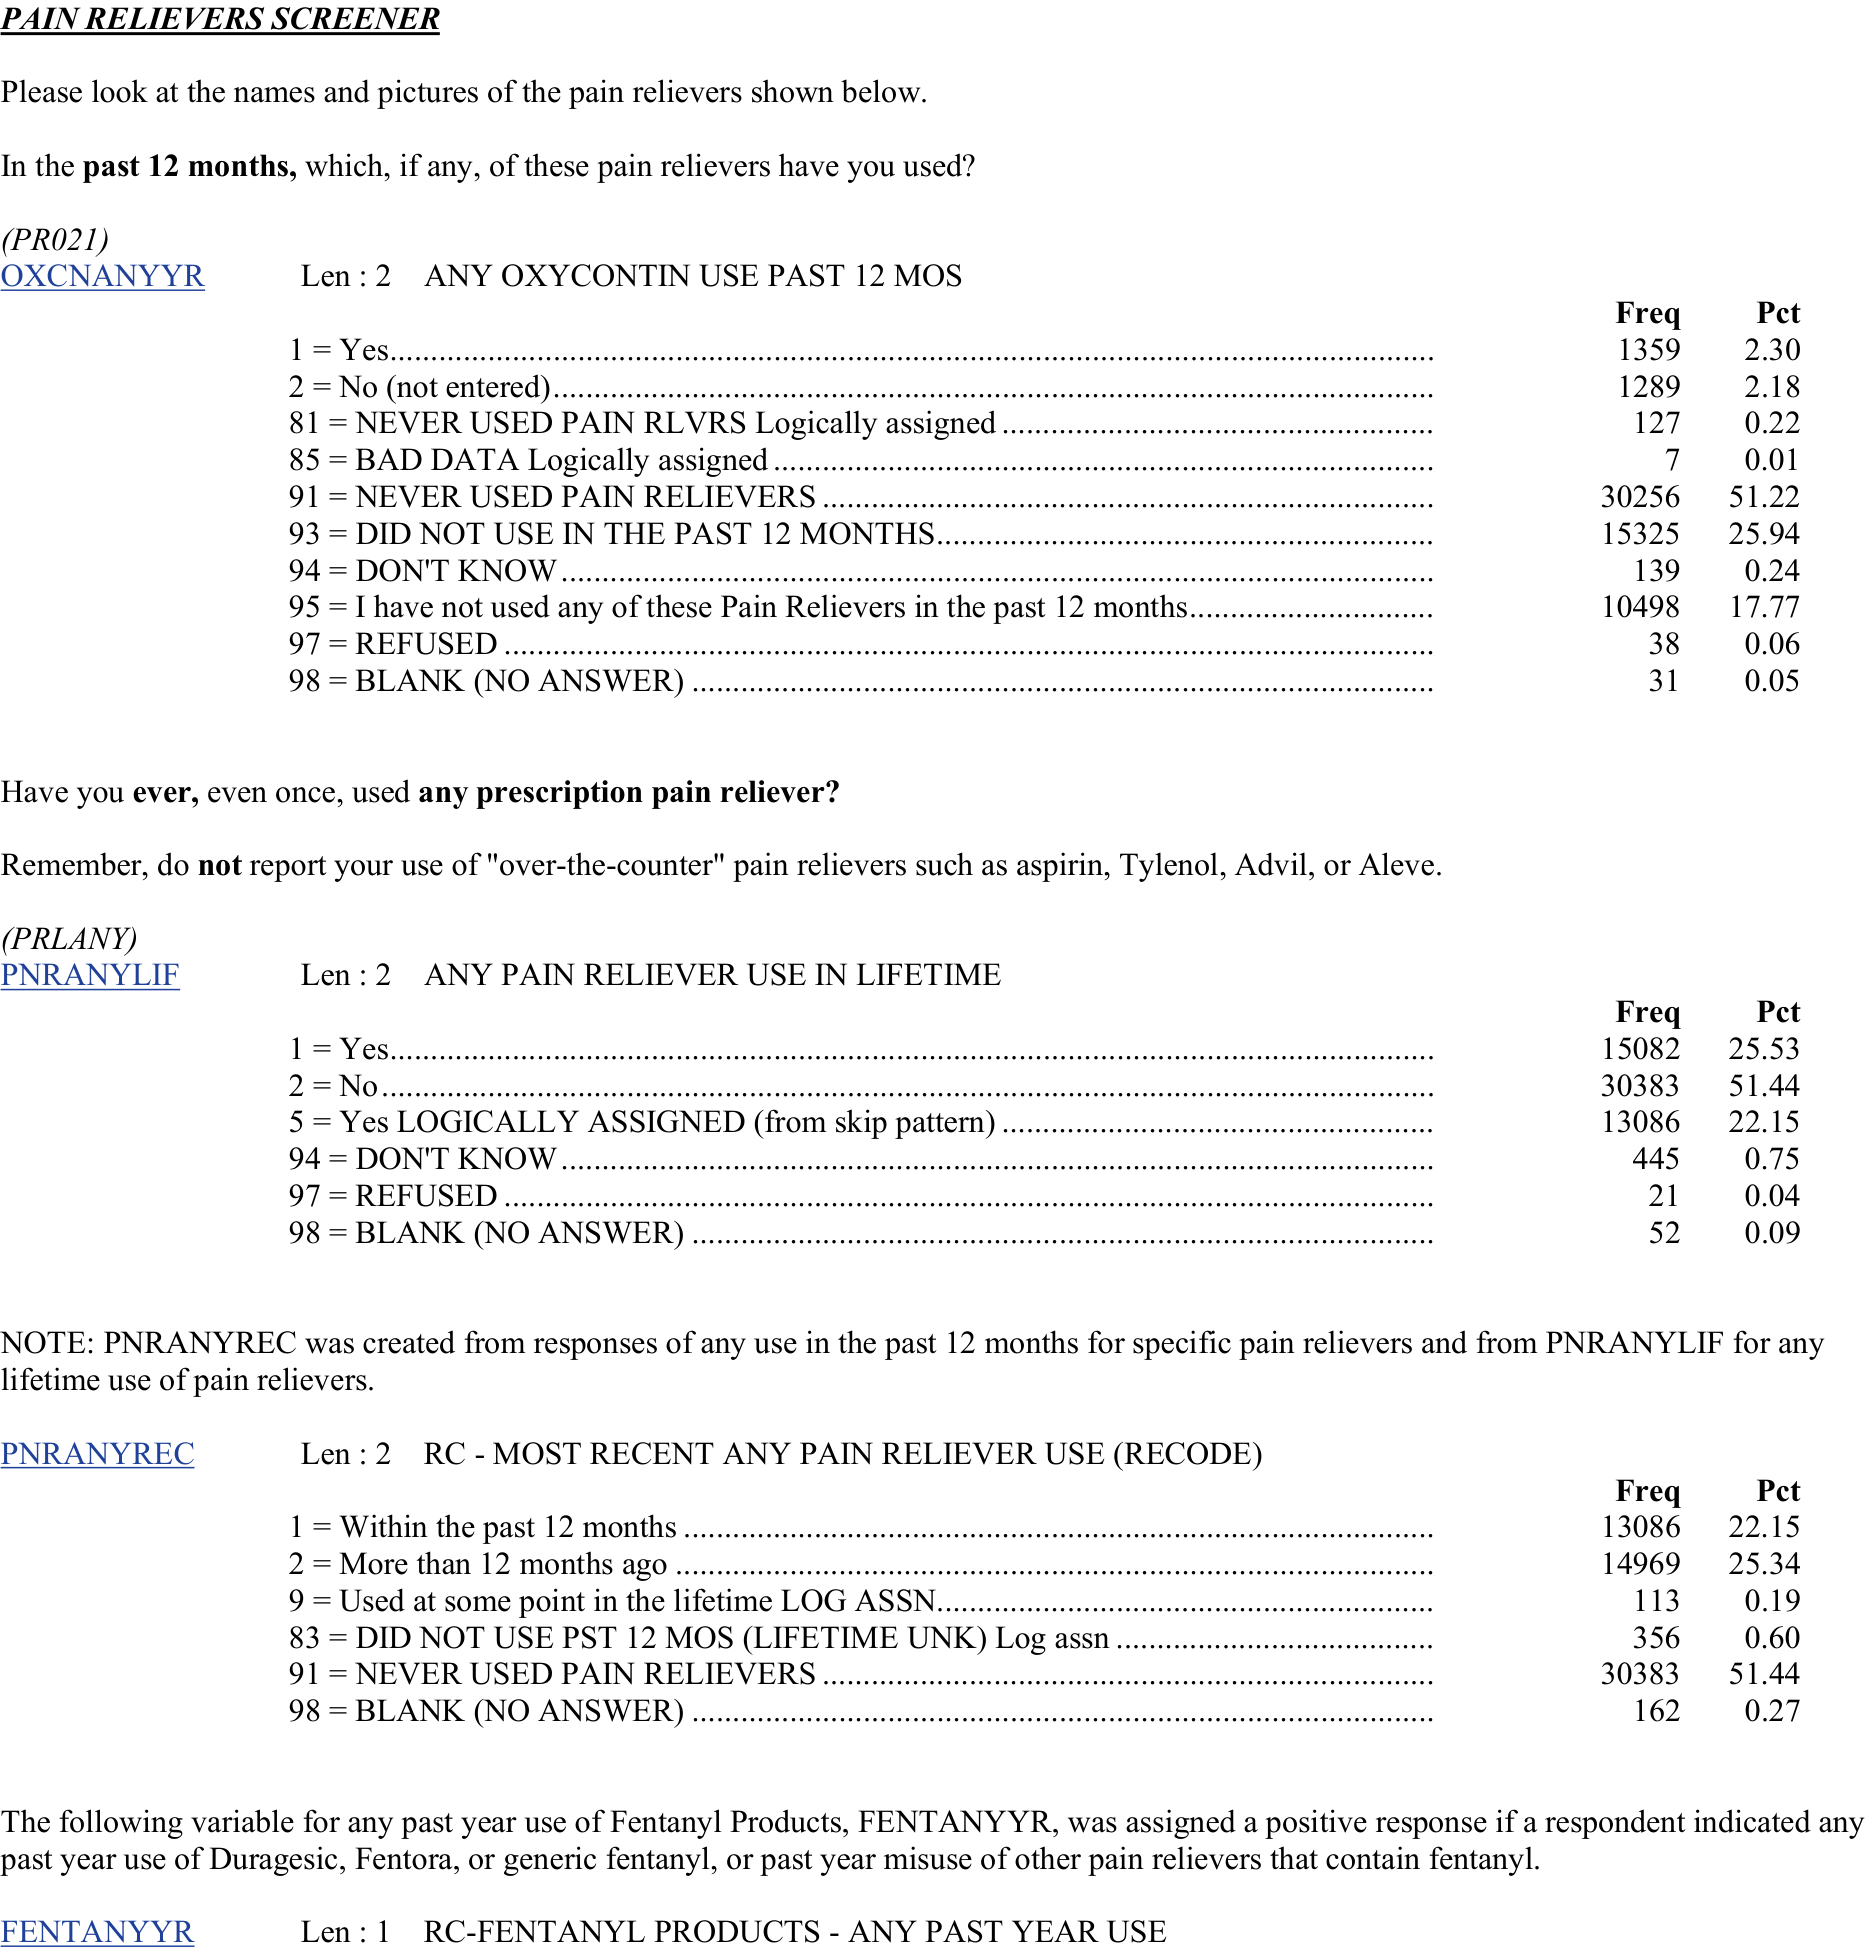 PAIN RELIEVERS SCREENER
Please look at the names and pictures of the pain relievers shown below.
In the past 12 months, which, if any, of these pain relievers have you used?
(PR021)
OXCNANYYR Len : 2 ANY OXYCONTIN USE PAST 12 MOS
Freq Pct
1 = Yes.......... 1359 2.30
2 = No (not entered).......... 1289 2.18
81 = NEVER USED PAIN RLVRS Logically assigned .......... 127 0.22
85 = BAD DATA Logically assigned .......... 7 0.01
91 = NEVER USED PAIN RELIEVERS .......... 30256 51.22
93 = DID NOT USE IN THE PAST 12 MONTHS.......... 15325 25.94
94 = DON'T KNOW .......... 139 0.24
95 = I have not used any of these Pain Relievers in the past 12 months.......... 10498 17.77
97 = REFUSED .......... 38 0.06
98 = BLANK (NO ANSWER) .......... 31 0.05
Have you ever, even once, used any prescription pain reliever?
Remember, do not report your use of "over-the-counter" pain relievers such as aspirin, Tylenol, Advil, or Aleve.
(PRLANY)
PNRANYLIF Len : 2 ANY PAIN RELIEVER USE IN LIFETIME
Freq Pct
1 = Yes.......... 15082 25.53
2 = No .......... 30383 51.44
5 = Yes LOGICALLY ASSIGNED (from skip pattern) .......... 13086 22.15
94 = DON'T KNOW .......... 445 0.75
97 = REFUSED .......... 21 0.04
98 = BLANK (NO ANSWER) .......... 52 0.09
NOTE: PNRANYREC was created from responses of any use in the past 12 months for specific pain relievers and from PNRANYLIF for any
lifetime use of pain relievers.
PNRANYREC Len : 2 RC - MOST RECENT ANY PAIN RELIEVER USE (RECODE)
Freq Pct
1 = Within the past 12 months .......... 13086 22.15
2 = More than 12 months ago .......... 14969 25.34
9 = Used at some point in the lifetime LOG ASSN.......... 113 0.19
83 = DID NOT USE PST 12 MOS (LIFETIME UNK) Log assn .......... 356 0.60
91 = NEVER USED PAIN RELIEVERS .......... 30383 51.44
98 = BLANK (NO ANSWER) .......... 162 0.27
The following variable for any past year use of Fentanyl Products, FENTANYYR, was assigned a positive response if a respondent indicated any
past year use of Duragesic, Fentora, or generic fentanyl, or past year misuse of other pain relievers that contain fentanyl.
FENTANYYR Len : 1 RC-FENTANYL PRODUCTS - ANY PAST YEAR USE